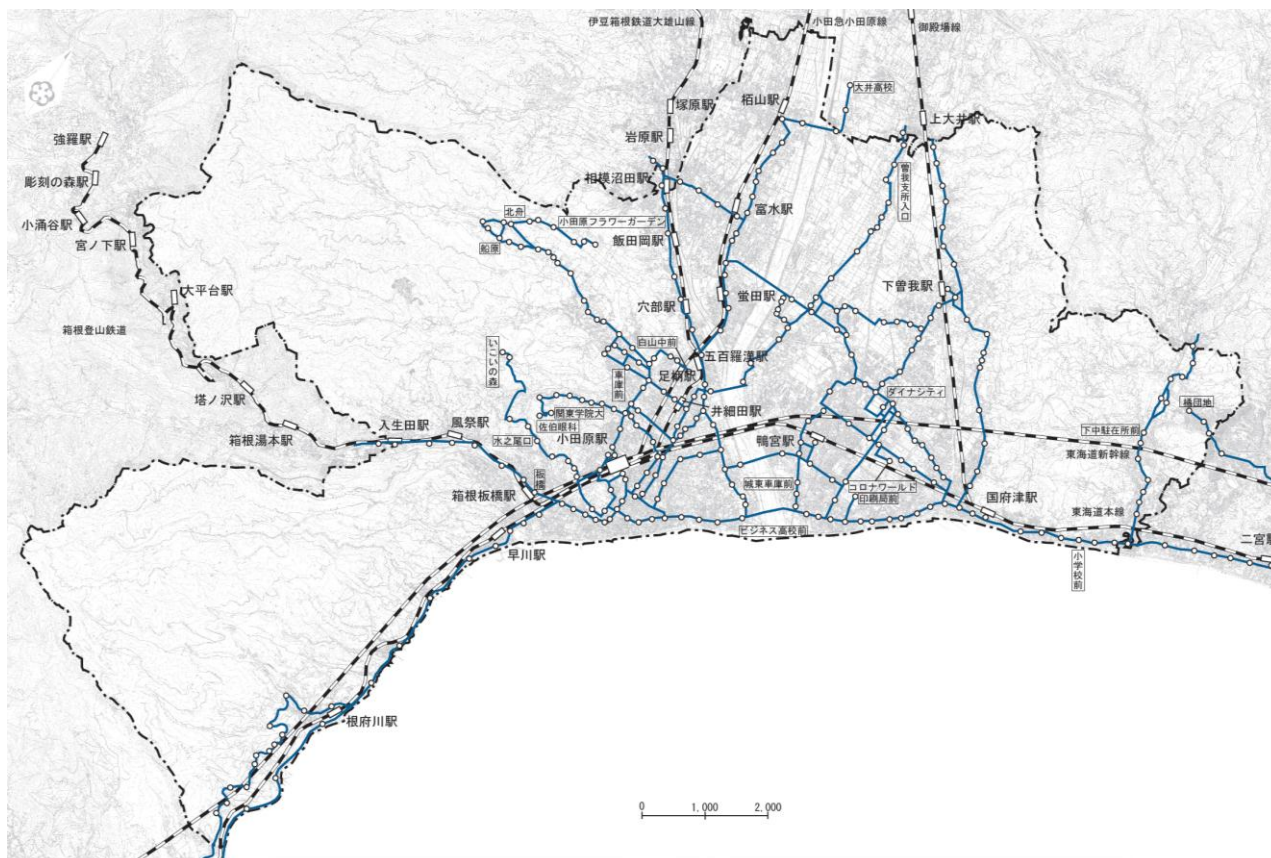 伊豆箱根鉄道大雄山線
小田急小田原線
御殿場線
大井高校
塚原駅
栢山駅
上大井駅
強羅駅
岩原駅
彫刻の森駅
相模沼田駅
曽我支所入口
小涌谷駅
北舟
小田原フラワーガーデン
富水駅
宮ノ下駅
船原
飯田岡駅
大平台駅
蛍田駅
下曽我駅
穴部駅
箱根登山鉄道
白山中前
五百羅漢駅
いこいの森
車庫前
足柄駅
塔ノ沢駅
ダイナシティ
関東学院大
井細田駅
橘団地
佐伯眼科
入生田駅
風祭駅
下中駐在所前
箱根湯本駅
水之尾口
小田原駅
鴨宮駅
東海道新幹線
板橋
城東車庫前
コロナワールド
箱根板橋駅
印刷局前
国府津駅
東海道本線
ビジネス高校前
二宮駅
早川駅
小学校前
根府川駅
0 1,000 2,000